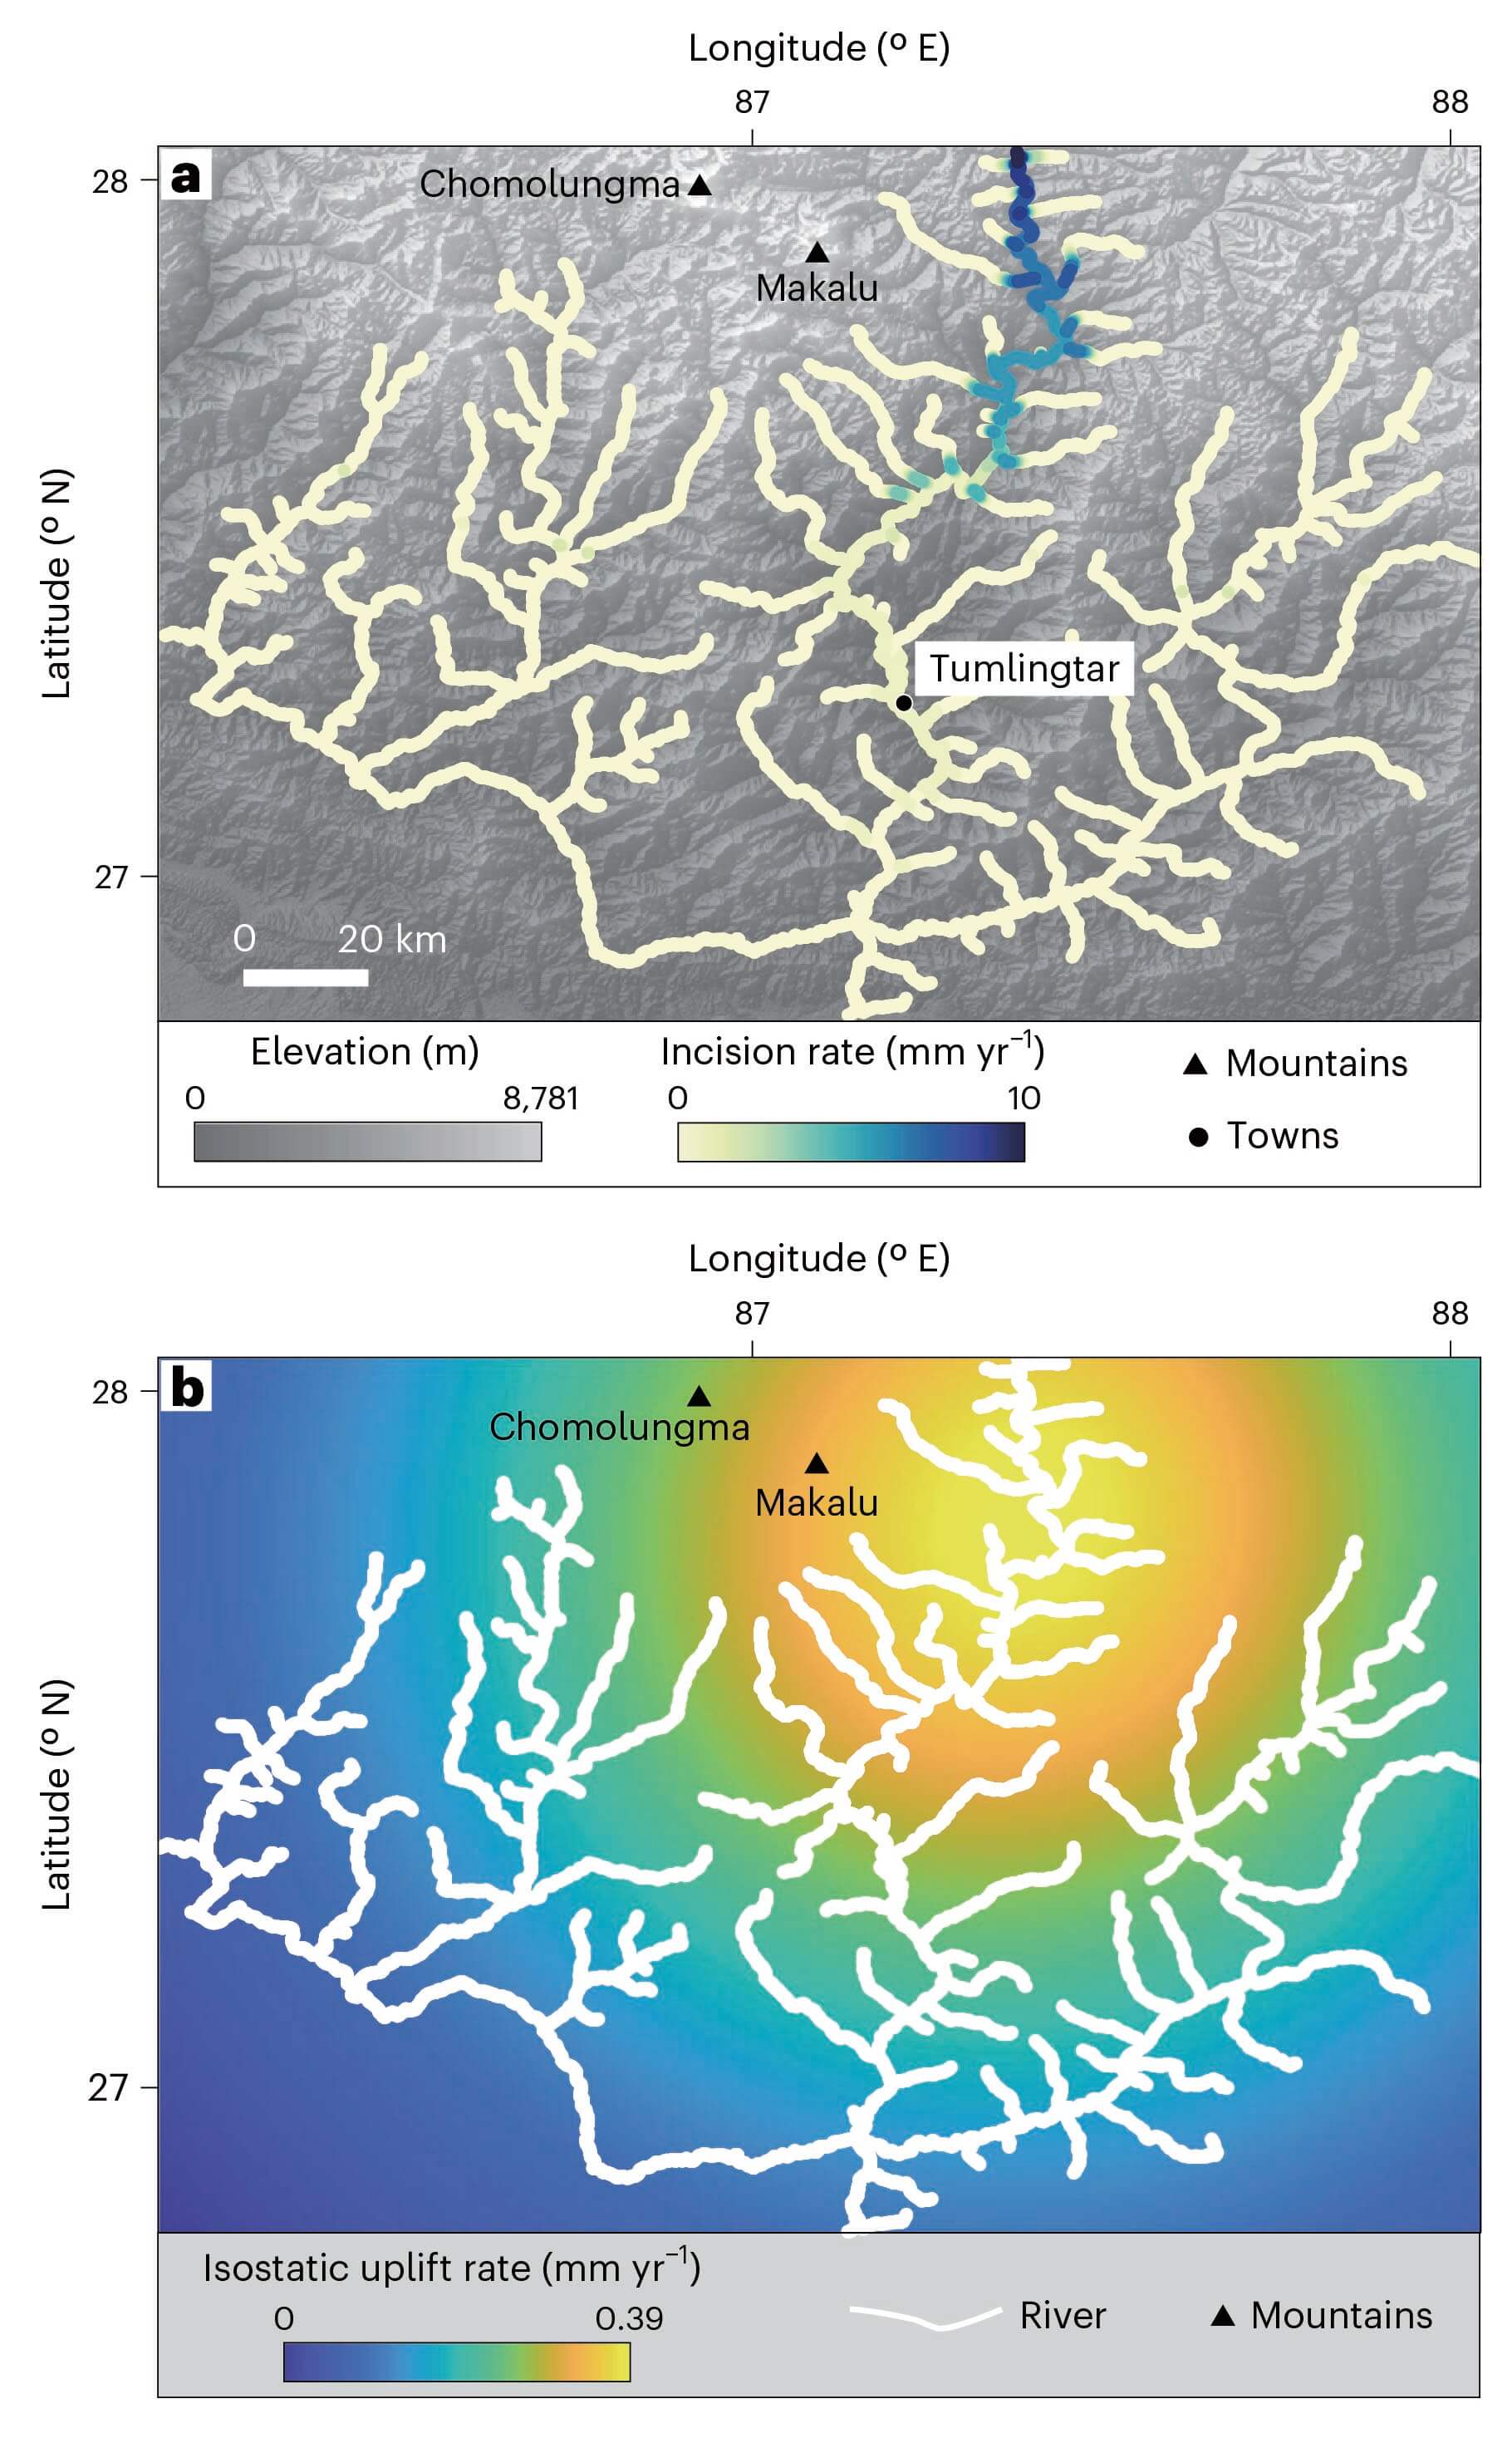 Longitude (º E)
87 88
a
28
Chomolungma
Makalu
Latitude (º N)
Tumlingtar
27
0 20 km
Elevation (m)
0 8,781
Incision rate (mm yr⁻¹)
0 10
Mountains
Towns
Longitude (º E)
87 88
b
28
Chomolungma
Makalu
Latitude (º N)
27
Isostatic uplift rate (mm yr⁻¹)
0 0.39
River
Mountains